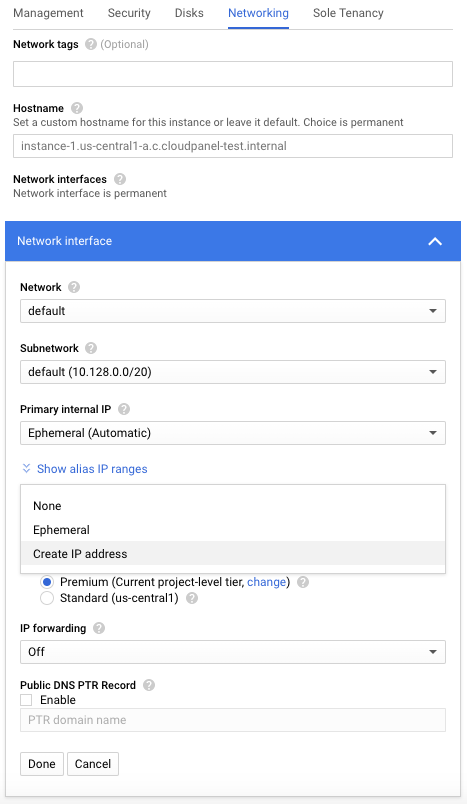 Management Security Disks Networking Sole Tenancy
Network tags ? (Optional)
Hostname ?
Set a custom hostname for this instance or leave it default. Choice is permanent
instance-1.us-central1-a.c.cloudpanel-test.internal
Network interfaces ?
Network interface is permanent
Network interface
Network ?
default
Subnetwork ?
default (10.128.0.0/20)
Primary internal IP ?
Ephemeral (Automatic)
Show alias IP ranges
None
Ephemeral
Create IP address
Premium (Current project-level tier, change) ?
Standard (us-central1) ?
IP forwarding ?
Off
Public DNS PTR Record ?
Enable
PTR domain name
Done Cancel